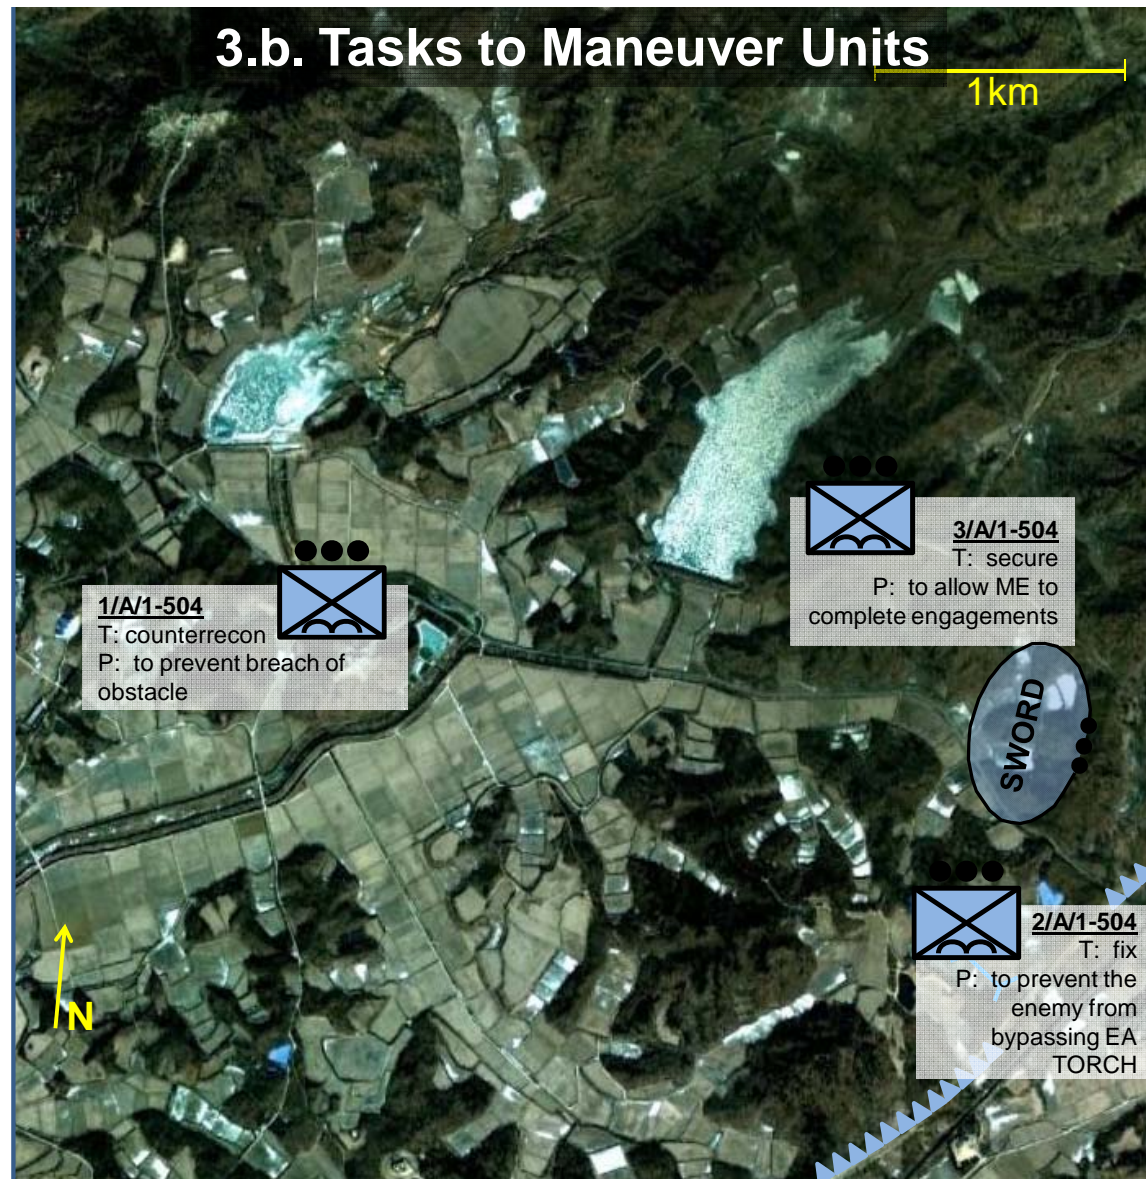 3.b. Tasks to Maneuver Units
1km
3/A/1-504
T: secure
P: to allow ME to
complete engagements
1/A/1-504
T: counterrecon
P: to prevent breach of
obstacle
SWORD
2/A/1-504
T: fix
P: to prevent the
enemy from
bypassing EA
TORCH
N